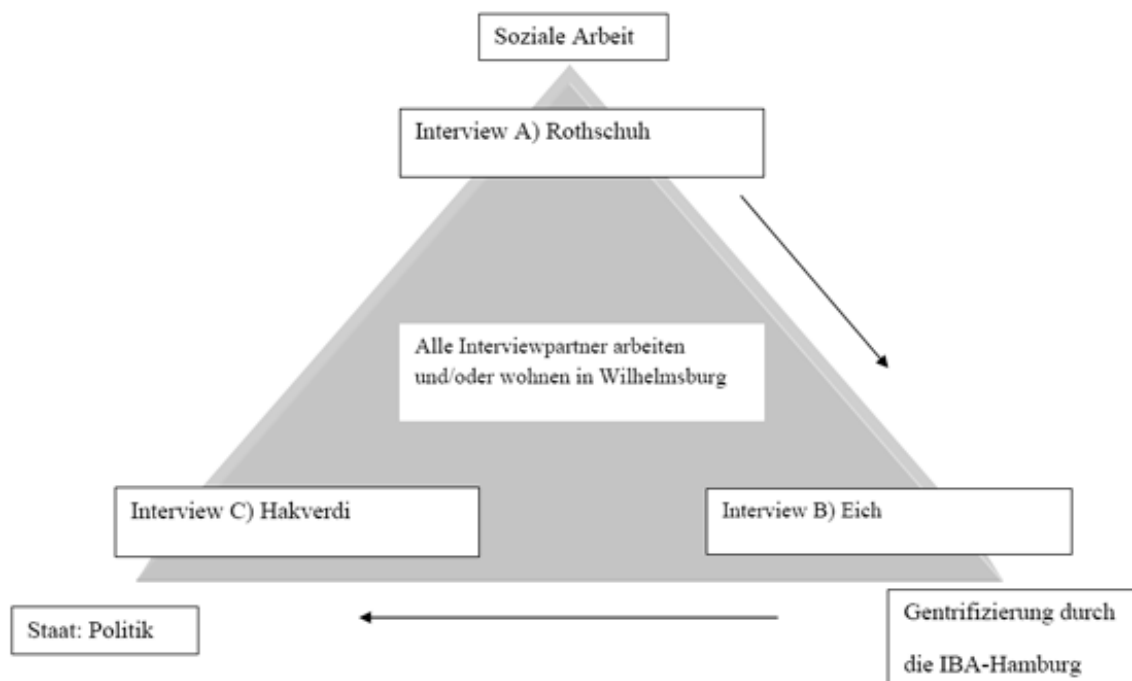 Soziale Arbeit
Interview A) Rothschuh
Alle Interviewpartner arbeiten
und/oder wohnen in Wilhelmsburg
Interview C) Hakverdi
Interview B) Eich
Staat: Politik
Gentrifizierung durch
die IBA-Hamburg